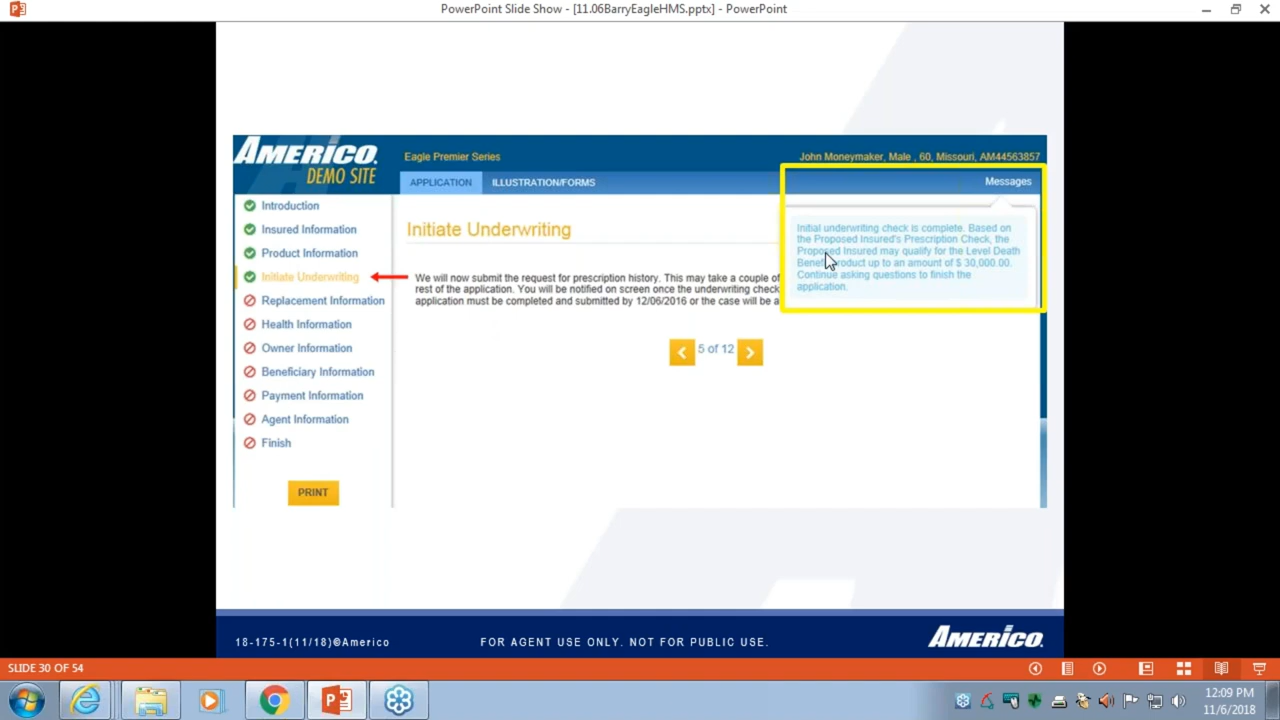 PowerPoint Slide Show - [11.06BarryEagleHMS.pptx] - PowerPoint
AMERICO.
DEMO SITE
Eagle Premier Series
John Moneymaker, Male , 60, Missouri, AM44563857
APPLICATION
ILLUSTRATION/FORMS
Messages
Introduction
Insured Information
Product Information
Initiate Underwriting
Replacement Information
Health Information
Owner Information
Beneficiary Information
Payment Information
Agent Information
Finish
PRINT
Initiate Underwriting
We will now submit the request for prescription history. This may take a couple of
rest of the application. You will be notified on screen once the underwriting check
application must be completed and submitted by 12/06/2016 or the case will be a
5 of 12
Initial underwriting check is complete. Based on
the Proposed Insured's Prescription Check, the
Proposed Insured may qualify for the Level Death
Benefit product up to an amount of $ 30,000.00.
Continue asking questions to finish the
application.
18-175-1(11/18)©Americo
FOR AGENT USE ONLY. NOT FOR PUBLIC USE.
AMERICO.
SLIDE 30 OF 54
12:09 PM
11/6/2018